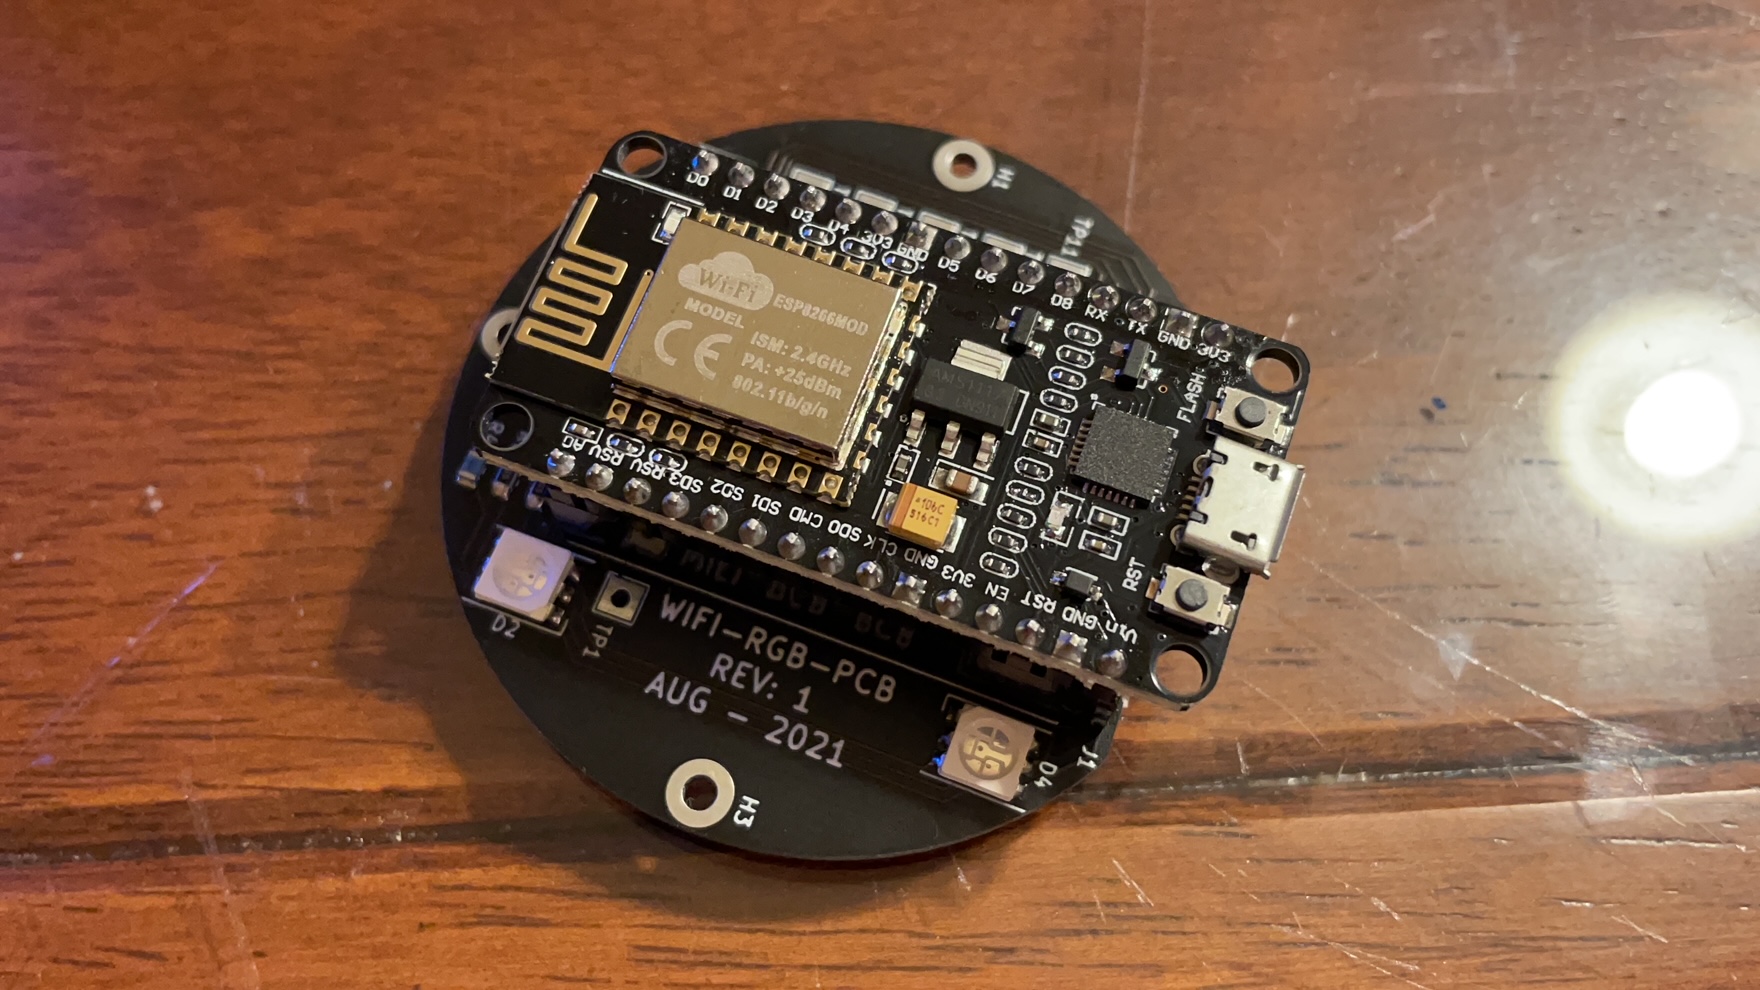 D0 D1 D2 D3 D4 3V3 GND D5 D6 D7 D8 RX TX GND 3V3
H1
TP11
Wi-Fi
ESP8266MOD
MODEL
ISM: 2.4GHz
PA: +25dBm
802.11b/g/n
CE
FLASH
RST
106C
516C1
A0 RSV RSV SD3 SD2 SD1 CMD SD0 CLK GND 3V3 EN RST GND Vin
D2
TP1
WIFI-RGB-PCB
REV: 1
AUG - 2021
J1
D4
H3